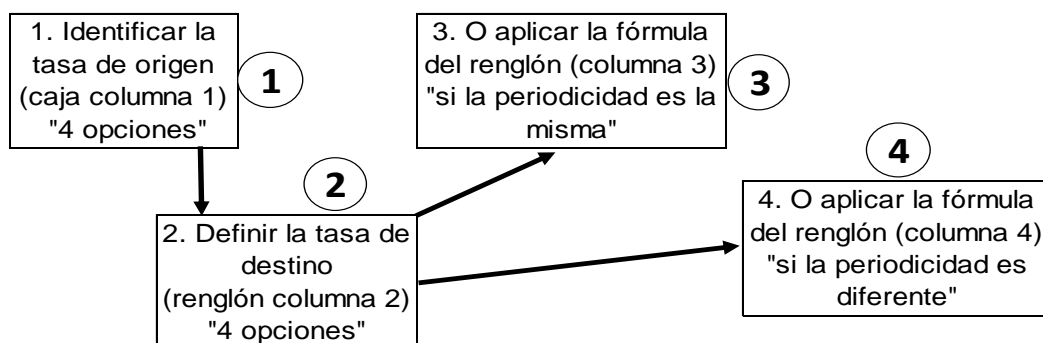 1. Identificar la
tasa de origen
(caja columna 1)
"4 opciones"
1
2
2. Definir la tasa de
destino
(renglón columna 2)
"4 opciones"
3. O aplicar la fórmula
del renglón (columna 3)
"si la periodicidad es la
misma"
3
4
4. O aplicar la fórmula
del renglón (columna 4)
"si la periodicidad es
diferente"